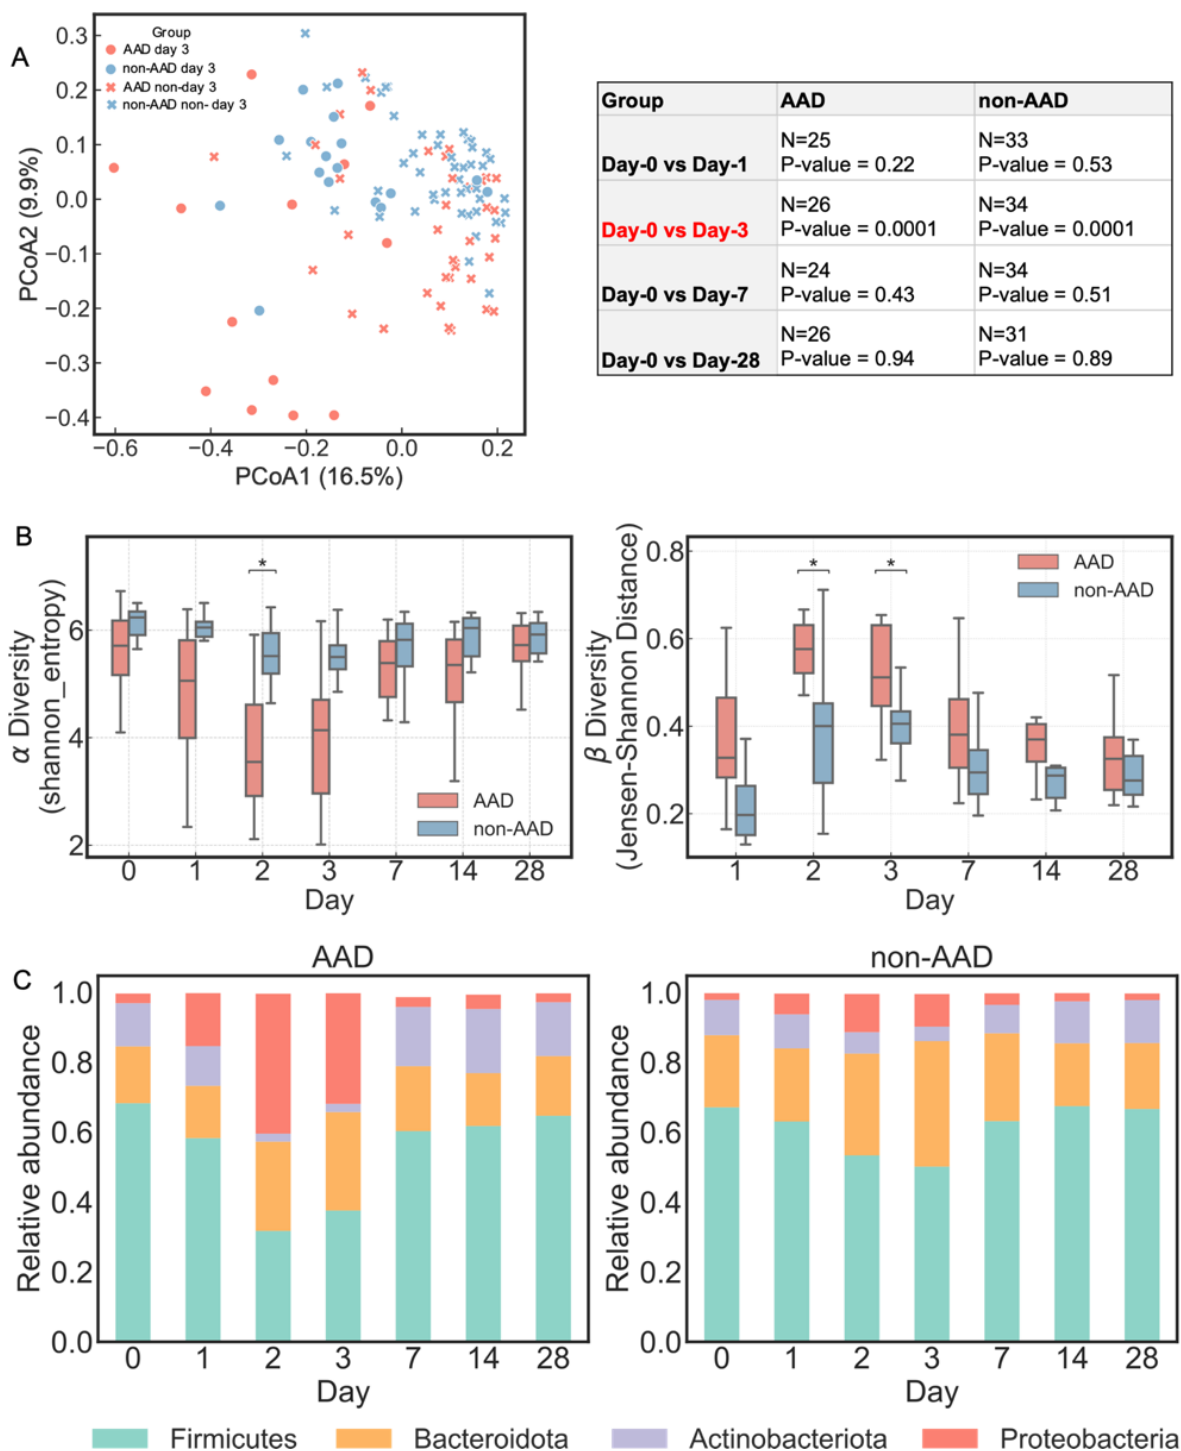 A
Group
AAD day 3
non-AAD day 3
AAD non-day 3
non-AAD non- day 3
0.3
0.2
0.1
0.0
−0.1
−0.2
−0.3
−0.4
PCoA2 (9.9%)
−0.6 −0.4 −0.2 0.0 0.2
PCoA1 (16.5%)
Group AAD non-AAD
Day-0 vs Day-1
N=25
P-value = 0.22
N=33
P-value = 0.53
Day-0 vs Day-3
N=26
P-value = 0.0001
N=34
P-value = 0.0001
Day-0 vs Day-7
N=24
P-value = 0.43
N=34
P-value = 0.51
Day-0 vs Day-28
N=26
P-value = 0.94
N=31
P-value = 0.89
B
α Diversity
(shannon_entropy)
6
4
2
*
AAD
non-AAD
0 1 2 3 7 14 28
Day
β Diversity
(Jensen-Shannon Distance)
0.8
0.6
0.4
0.2
* *
AAD
non-AAD
1 2 3 7 14 28
Day
C
AAD
Relative abundance
1.0
0.8
0.6
0.4
0.2
0.0
0 1 2 3 7 14 28
Day
non-AAD
Relative abundance
1.0
0.8
0.6
0.4
0.2
0.0
0 1 2 3 7 14 28
Day
Firmicutes Bacteroidota Actinobacteriota Proteobacteria